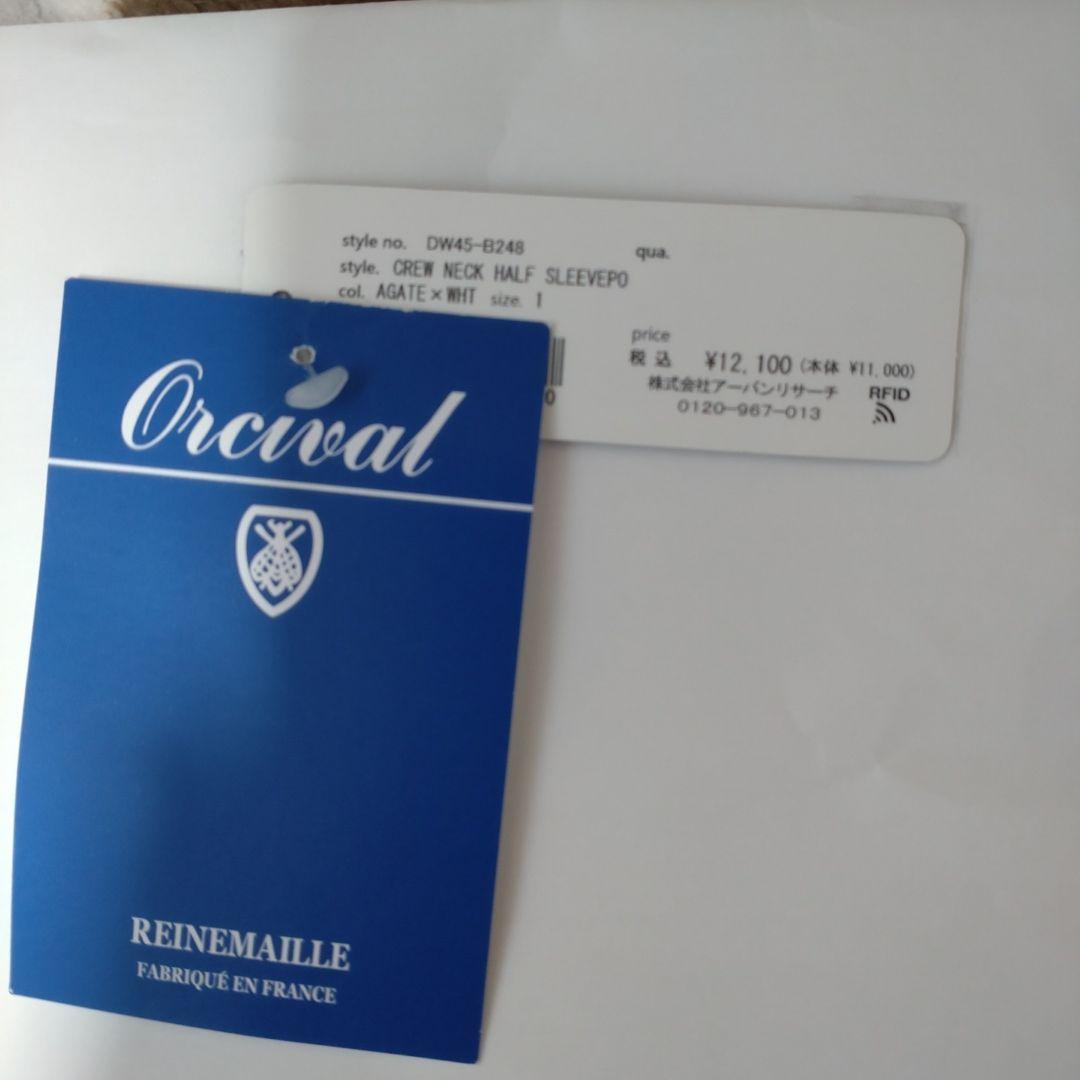 style no. DW45-B248
qua.
style. CREW NECK HALF SLEEVEPO
col. AGATE×WHT size. 1
price
税込 ¥12,100 (本体 ¥11,000)
株式会社アーバンリサーチ
RFID
0120-967-013
0
Orcival
REINEMAILLE
FABRIQUÉ EN FRANCE